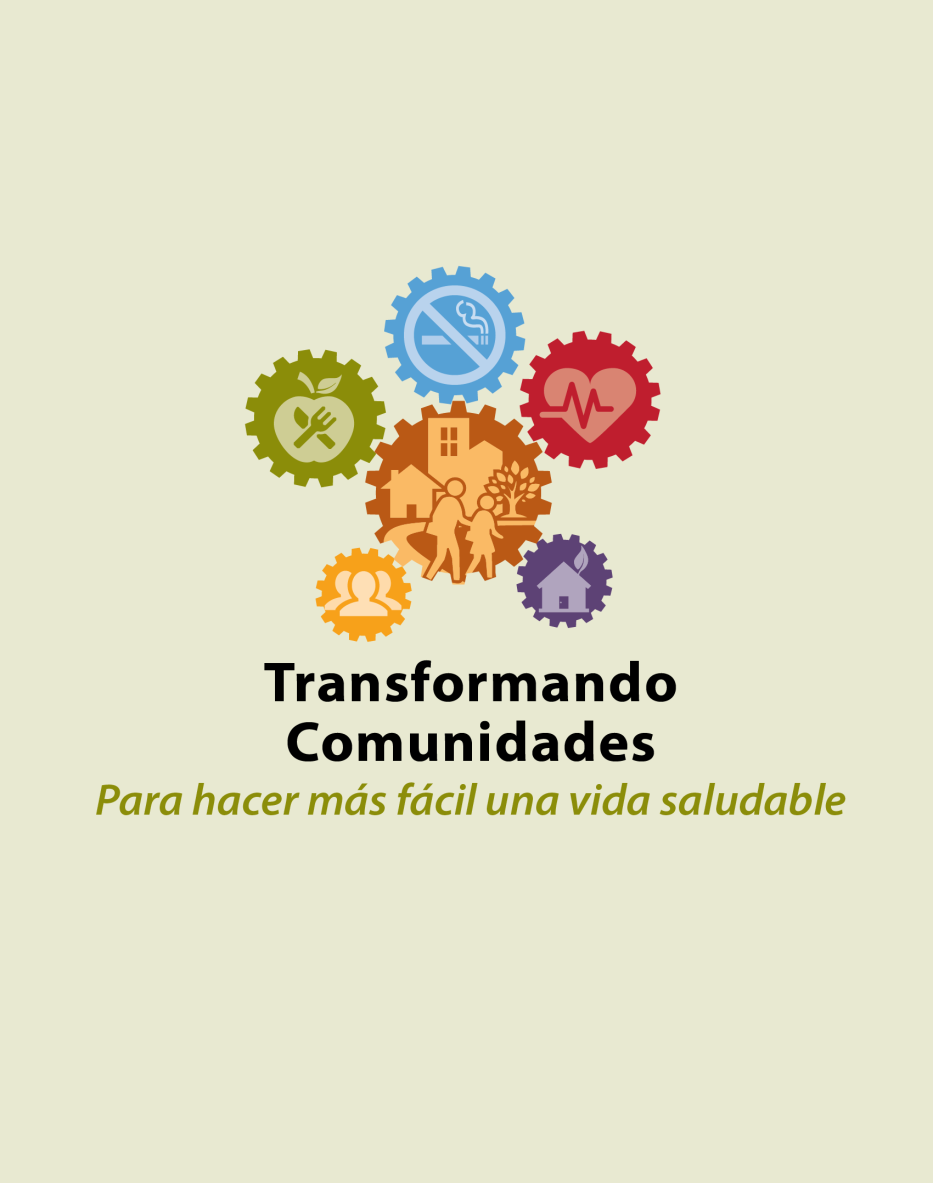 Transformando
Comunidades
Para hacer más fácil una vida saludable